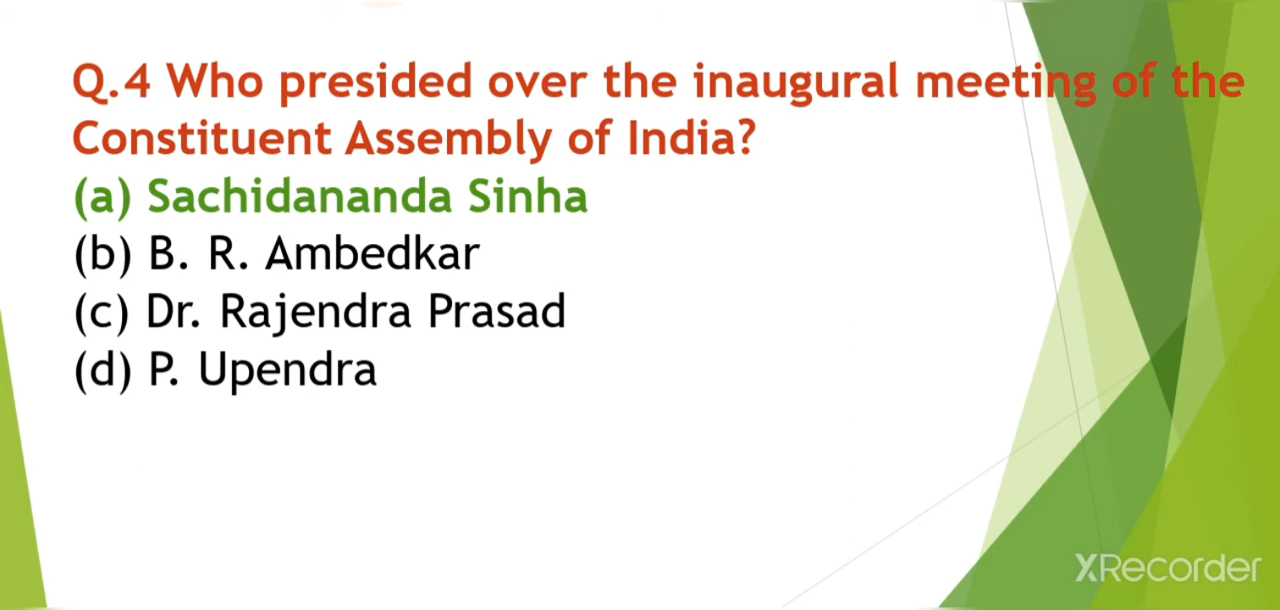 Q.4 Who presided over the inaugural meeting of the
Constituent Assembly of India?
(a) Sachidananda Sinha
(b) B. R. Ambedkar
(c) Dr. Rajendra Prasad
(d) P. Upendra
XRecorder